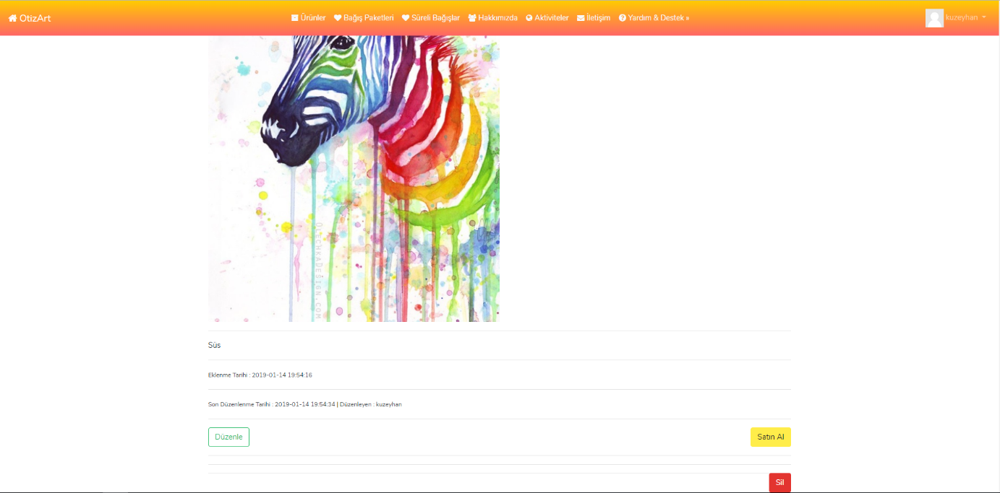 OtizArt
Ürünler Bağış Paketleri Süreli Bağışlar Hakkımızda Aktiviteler İletişim Yardım & Destek »
kuzeyhan
OLECHKADESIGN.COM
Süs
Eklenme Tarihi : 2019-01-14 19:54:16
Son Düzenlenme Tarihi : 2019-01-14 19:54:34 | Düzenleyen : kuzeyhan
Düzenle
Satın Al
Sil